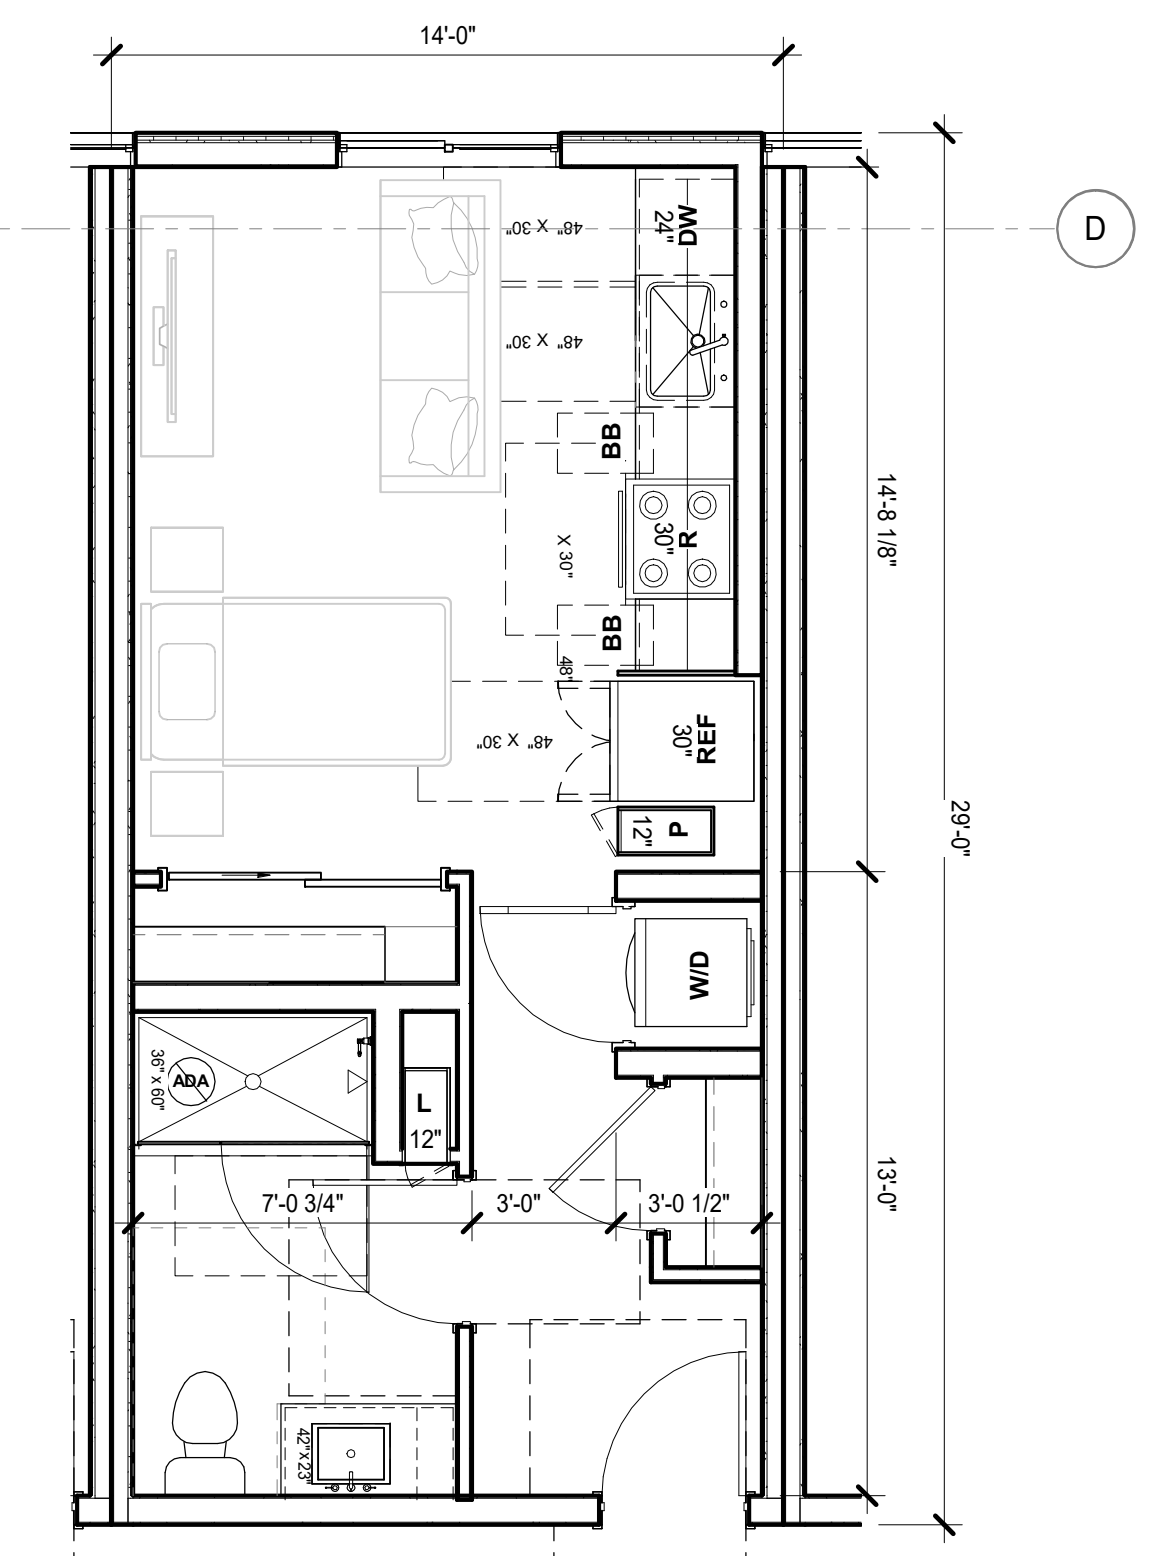 14'-0"
D
48" X 30"
DW
24"
48" X 30"
BB
14'-8 1/8"
R
30"
X 30"
BB
48"
REF
30"
48" X 30"
29'-0"
P
12"
W/D
36" x 60"
ADA
L
12"
13'-0"
7'-0 3/4"
3'-0"
3'-0 1/2"
42"x23"